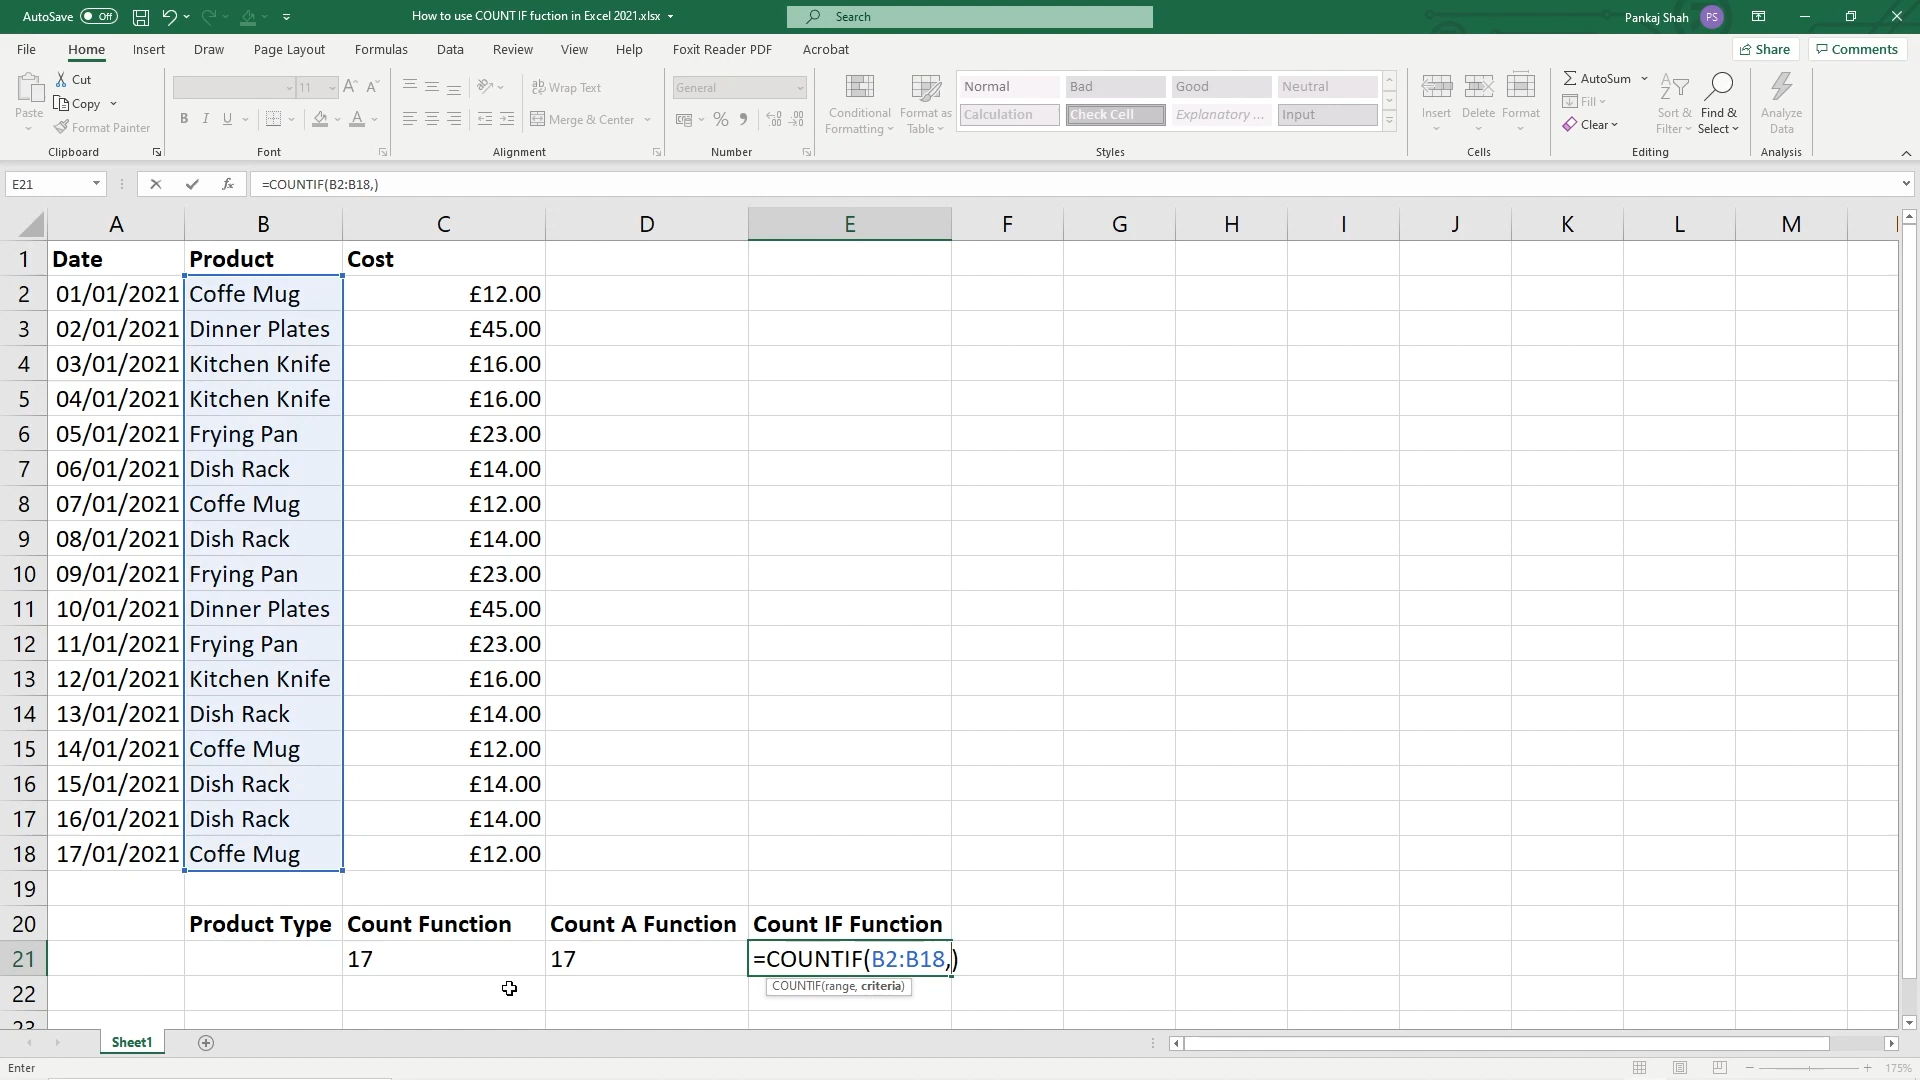 AutoSave Off How to use COUNT IF fuction in Excel 2021.xlsx Search Pankaj Shah PS
File Home Insert Draw Page Layout Formulas Data Review View Help Foxit Reader PDF Acrobat Share Comments
Paste Cut Copy Format Painter
Clipboard
11
B I U A
Font
Wrap Text
Merge & Center
Alignment
General
%
Number
Conditional Formatting Format as Table
Normal Bad Good Neutral
Calculation Check Cell Explanatory ... Input
Styles
Insert Delete Format
Cells
AutoSum Fill Clear Sort & Filter Find & Select
Editing
Analyze Data
Analysis
E21 fx =COUNTIF(B2:B18,)
A B C D E F G H I J K L M
1 Date Product Cost
2 01/01/2021 Coffe Mug £12.00
3 02/01/2021 Dinner Plates £45.00
4 03/01/2021 Kitchen Knife £16.00
5 04/01/2021 Kitchen Knife £16.00
6 05/01/2021 Frying Pan £23.00
7 06/01/2021 Dish Rack £14.00
8 07/01/2021 Coffe Mug £12.00
9 08/01/2021 Dish Rack £14.00
10 09/01/2021 Frying Pan £23.00
11 10/01/2021 Dinner Plates £45.00
12 11/01/2021 Frying Pan £23.00
13 12/01/2021 Kitchen Knife £16.00
14 13/01/2021 Dish Rack £14.00
15 14/01/2021 Coffe Mug £12.00
16 15/01/2021 Dish Rack £14.00
17 16/01/2021 Dish Rack £14.00
18 17/01/2021 Coffe Mug £12.00
19
20 Product Type Count Function Count A Function Count IF Function
21 17 17 =COUNTIF(B2:B18,)
22 COUNTIF(range, criteria)
23
Sheet1
Enter 175%